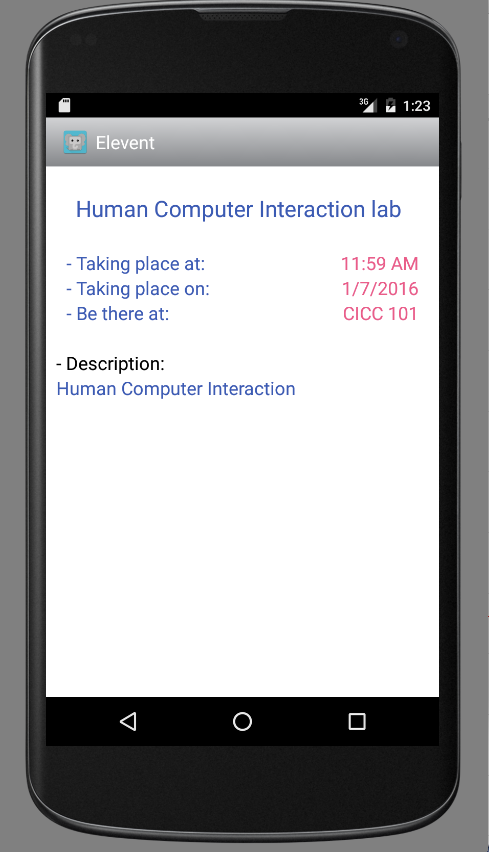 3G 1:23
Elevent
Human Computer Interaction lab
- Taking place at: 11:59 AM
- Taking place on: 1/7/2016
- Be there at: CICC 101
- Description:
Human Computer Interaction